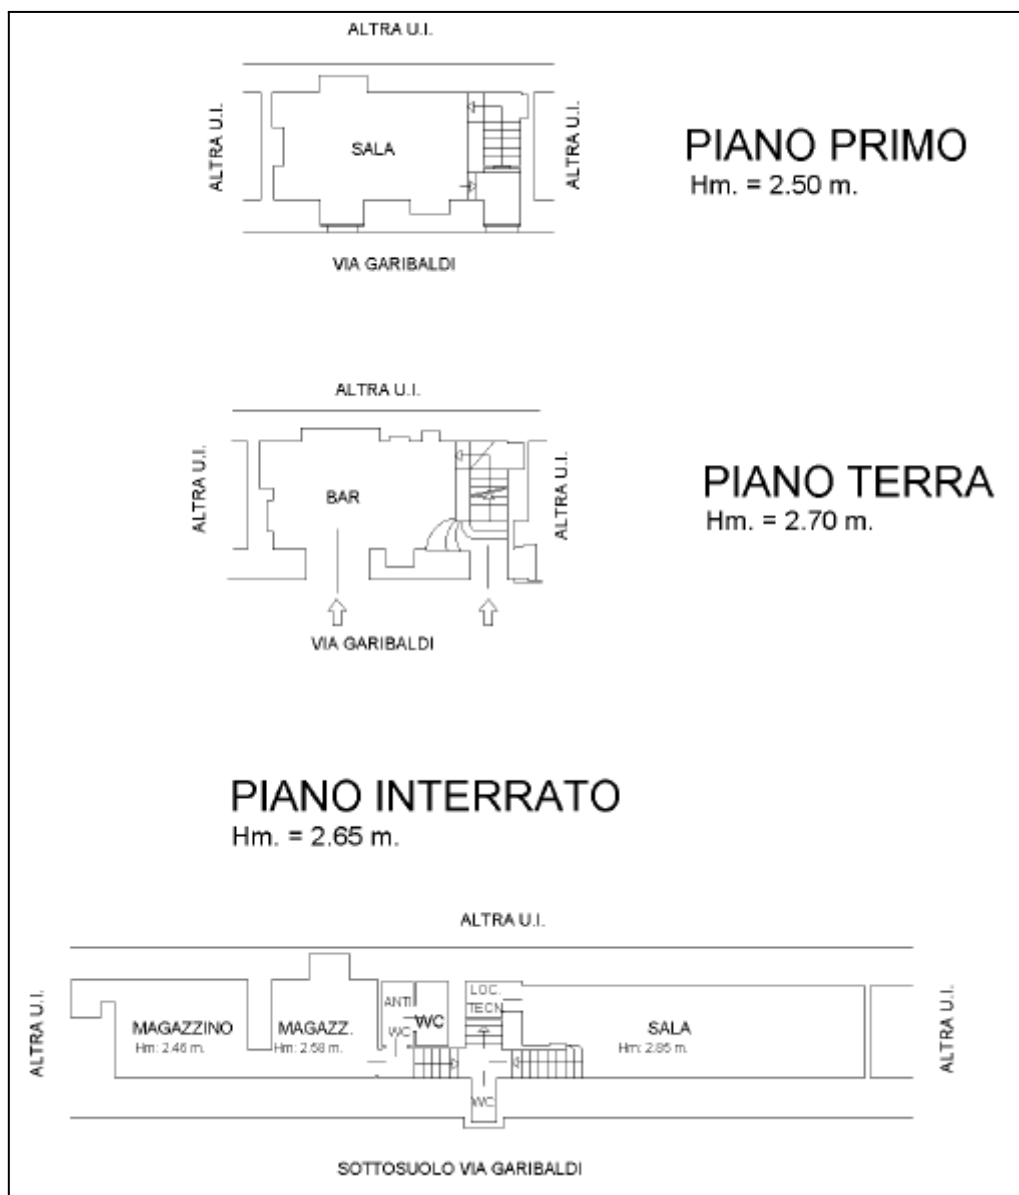 ALTRA U.I.
ALTRA U.I.
SALA
ALTRA U.I.
PIANO PRIMO
Hm. = 2.50 m.
VIA GARIBALDI
ALTRA U.I.
ALTRA U.I.
BAR
ALTRA U.I.
PIANO TERRA
Hm. = 2.70 m.
VIA GARIBALDI
PIANO INTERRATO
Hm. = 2.65 m.
ALTRA U.I.
ALTRA U.I.
MAGAZZINO
Hm: 2.46 m.
MAGAZZ.
Hm: 2.58 m.
ANTI
WC
WC
LOC.
TECN
WC
SALA
Hm: 2.85 m.
ALTRA U.I.
SOTTOSUOLO VIA GARIBALDI